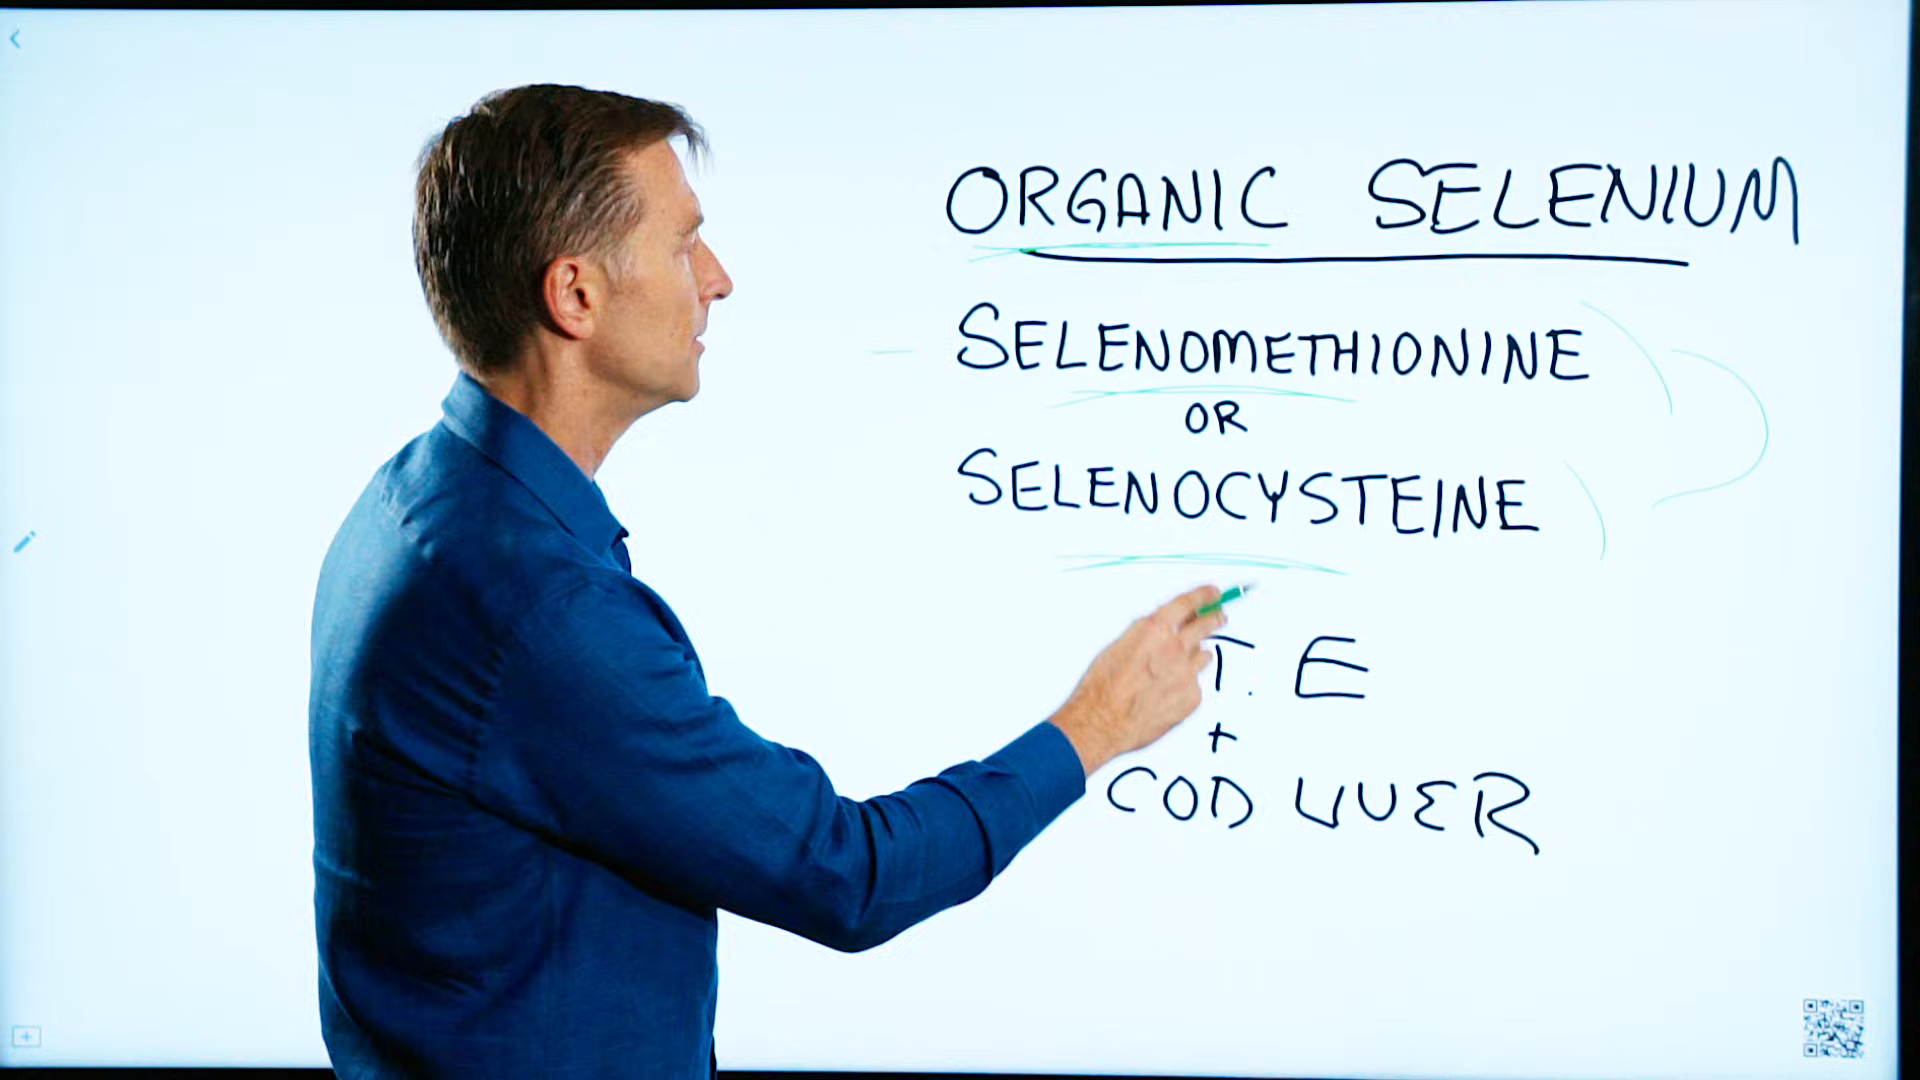 ORGANIC SELENIUM
SELENOMETHIONINE
OR
SELENOCYSTEINE
T. E
+
COD LIVER